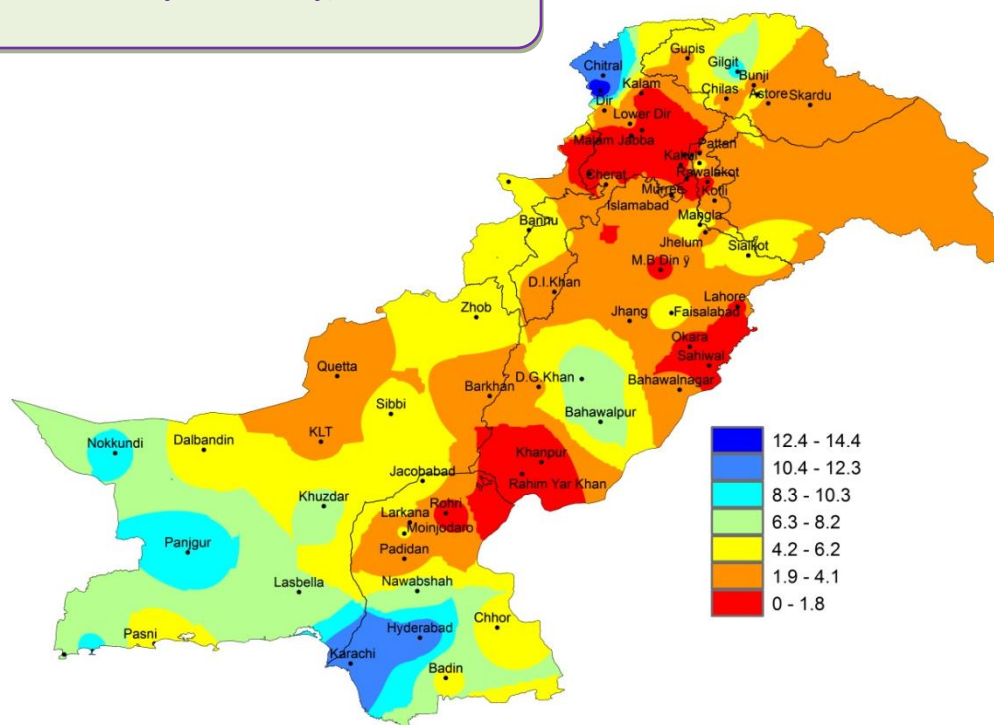 Gupis
Chitral
Gilgit
Bunji
Kalam
Chilas
Astore
Skardu
Dir
Lower Dir
Malam Jabba
Pattan
Cherat
Rawalakot
Murree
Kotli
Islamabad
Bannu
Mangla
Jhelum
Sialkot
M.B Din ÿ
D.I.Khan
Zhob
Lahore
Jhang
Faisalabad
Okara
Quetta
Sahiwal
D.G.Khan
Barkhan
Bahawalnagar
Sibbi
Bahawalpur
KLT
Nokkundi
Dalbandin
Khanpur
Jacobabad
Rahim Yar Khan
Khuzdar
Rohri
Larkana
Moinjodaro
Panjgur
Padidan
Lasbella
Nawabshah
Chhor
Pasni
Hyderabad
Karachi
Badin
12.4 - 14.4
10.4 - 12.3
8.3 - 10.3
6.3 - 8.2
4.2 - 6.2
1.9 - 4.1
0 - 1.8